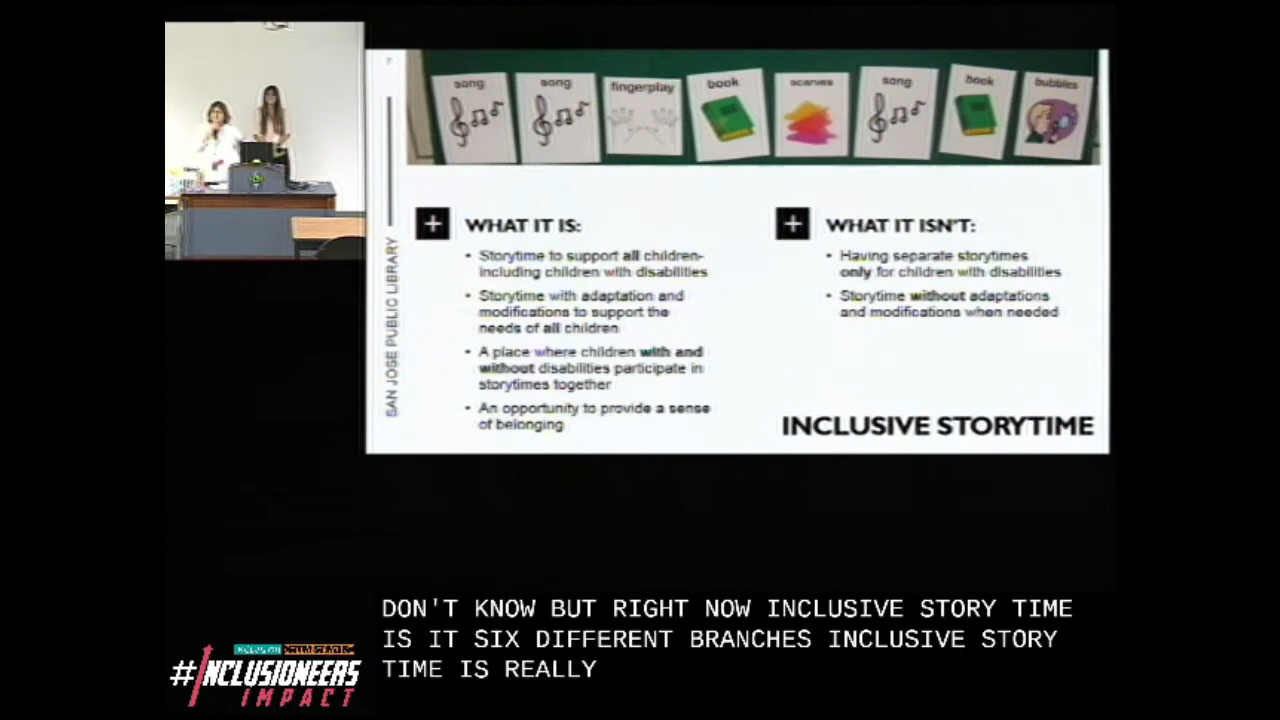 7
song
song
fingerplay
book
scarves
song
book
bubbles
SAN JOSE PUBLIC LIBRARY
+ WHAT IT IS:
• Storytime to support all children-
including children with disabilities
• Storytime with adaptation and
modifications to support the
needs of all children
• A place where children with and
without disabilities participate in
storytimes together
• An opportunity to provide a sense
of belonging
+ WHAT IT ISN'T:
• Having separate storytimes
only for children with disabilities
• Storytime without adaptations
and modifications when needed
INCLUSIVE STORYTIME
DON'T KNOW BUT RIGHT NOW INCLUSIVE STORY TIME
IS IT SIX DIFFERENT BRANCHES INCLUSIVE STORY
TIME IS REALLY
#INCLUSIONEERS
IMPACT